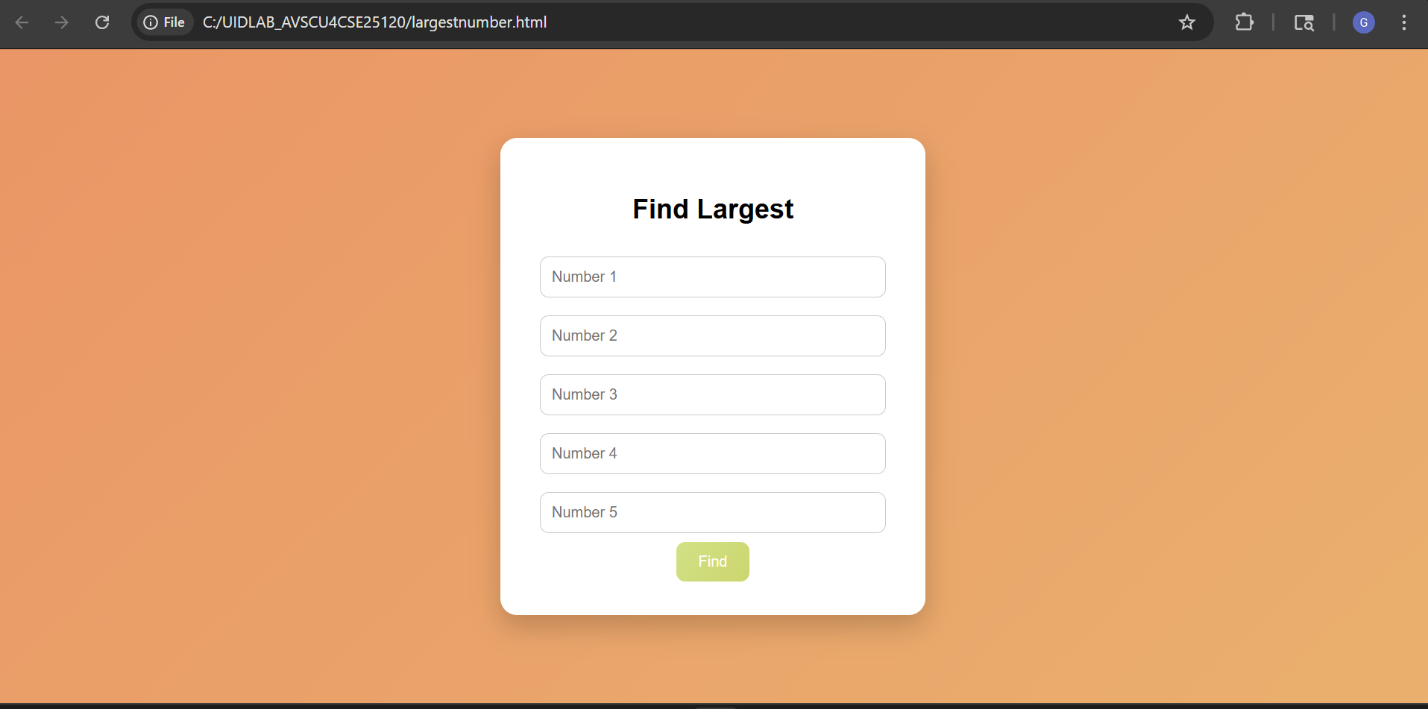 File C:/UIDLAB_AVSCU4CSE25120/largestnumber.html
G
Find Largest
Number 1
Number 2
Number 3
Number 4
Number 5
Find